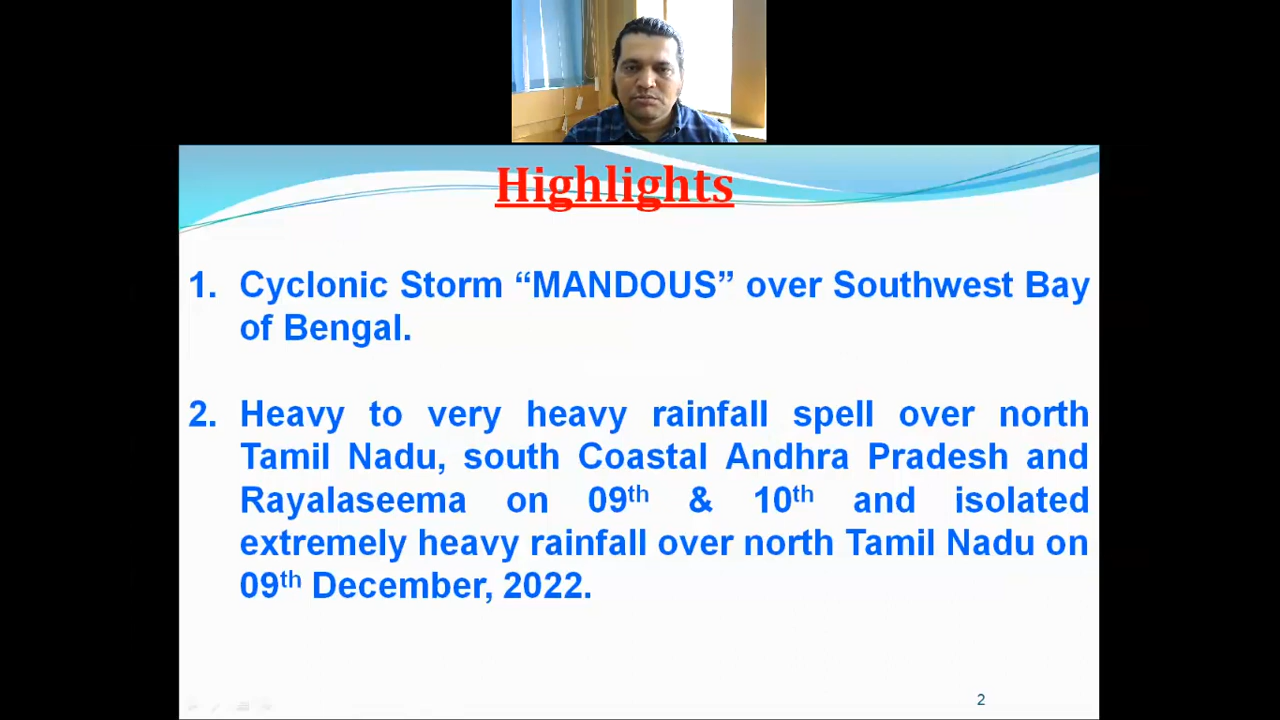 Highlights
1. Cyclonic Storm “MANDOUS” over Southwest Bay
of Bengal.
2. Heavy to very heavy rainfall spell over north
Tamil Nadu, south Coastal Andhra Pradesh and
Rayalaseema on 09th & 10th and isolated
extremely heavy rainfall over north Tamil Nadu on
09th December, 2022.
2